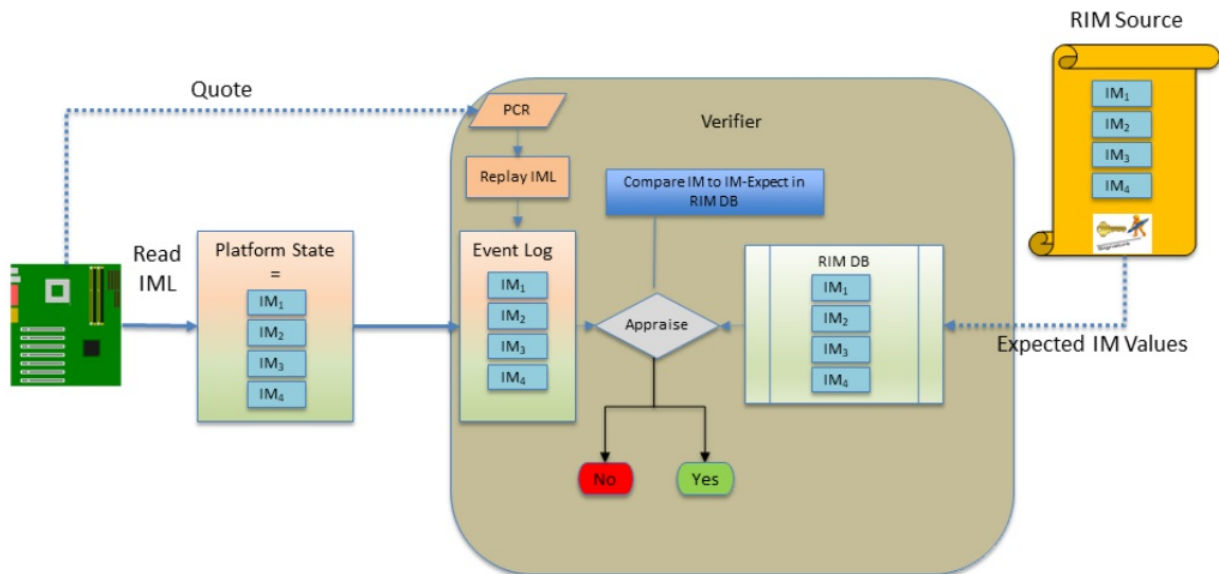 RIM Source
IM1
IM2
IM3
IM4
Quote
PCR
Verifier
Replay IML
Compare IM to IM-Expect in
RIM DB
Read
IML
Platform State
=
IM1
IM2
IM3
IM4
Event Log
IM1
IM2
IM3
IM4
Appraise
RIM DB
IM1
IM2
IM3
IM4
Expected IM Values
No
Yes